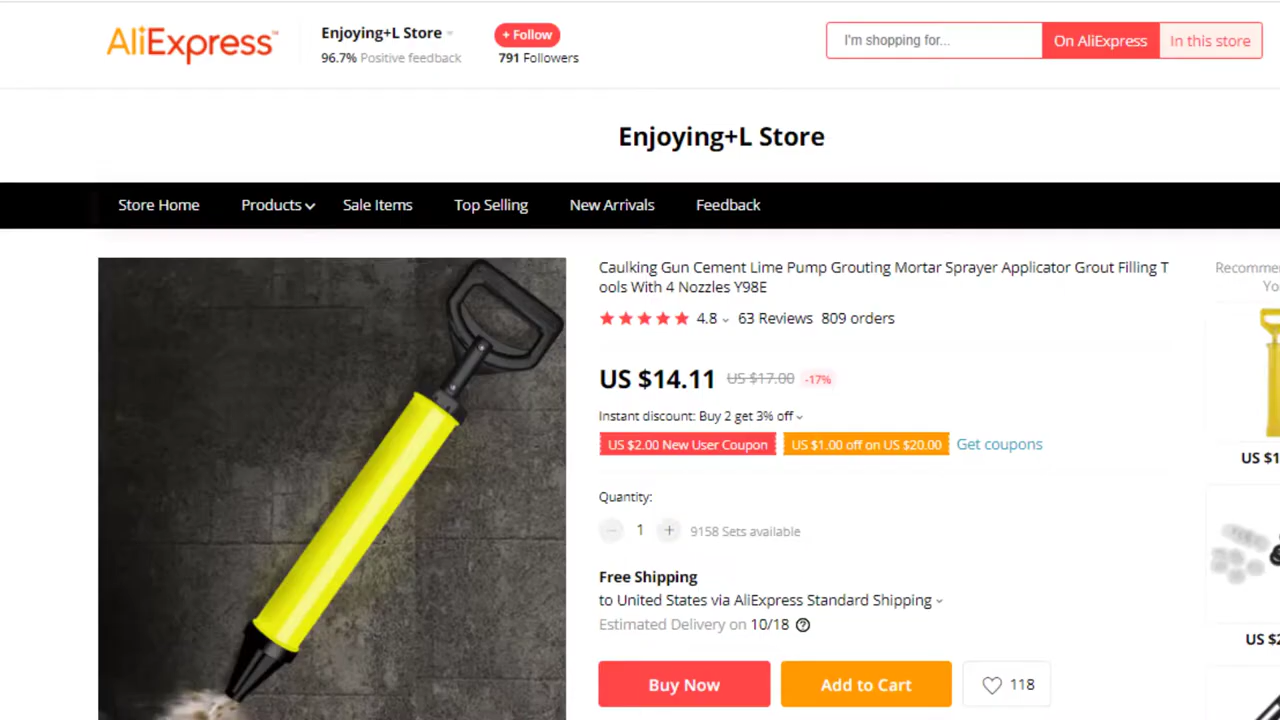 AliExpress™
Enjoying+L Store
96.7% Positive feedback
+ Follow
791 Followers
I'm shopping for...
On AliExpress
In this store
Enjoying+L Store
Store Home
Products
Sale Items
Top Selling
New Arrivals
Feedback
Caulking Gun Cement Lime Pump Grouting Mortar Sprayer Applicator Grout Filling T
ools With 4 Nozzles Y98E
4.8
63 Reviews
809 orders
US $14.11
US $17.00
-17%
Instant discount: Buy 2 get 3% off
US $2.00 New User Coupon
US $1.00 off on US $20.00
Get coupons
Quantity:
1
9158 Sets available
Free Shipping
to United States via AliExpress Standard Shipping
Estimated Delivery on 10/18
Buy Now
Add to Cart
118
Recomme
Yo
US $1
US $2